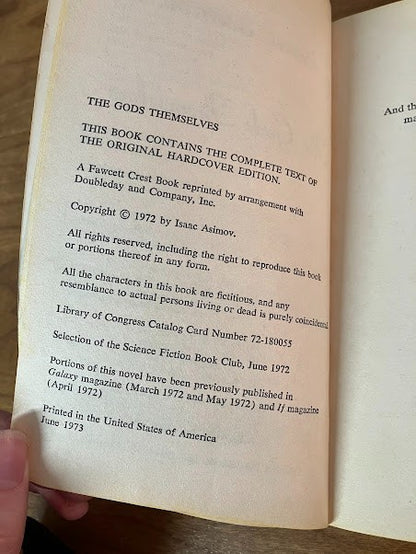 THE GODS THEMSELVES
THIS BOOK CONTAINS THE COMPLETE TEXT OF
THE ORIGINAL HARDCOVER EDITION.
A Fawcett Crest Book reprinted by arrangement with
Doubleday and Company, Inc.
Copyright © 1972 by Isaac Asimov.
All rights reserved, including the right to reproduce this book
or portions thereof in any form.
All the characters in this book are fictitious, and any
resemblance to actual persons living or dead is purely coincidental
Library of Congress Catalog Card Number 72-180055
Selection of the Science Fiction Book Club, June 1972
Portions of this novel have been previously published in
Galaxy magazine (March 1972 and May 1972) and If magazine
(April 1972)
Printed in the United States of America
June 1973
And th
ma